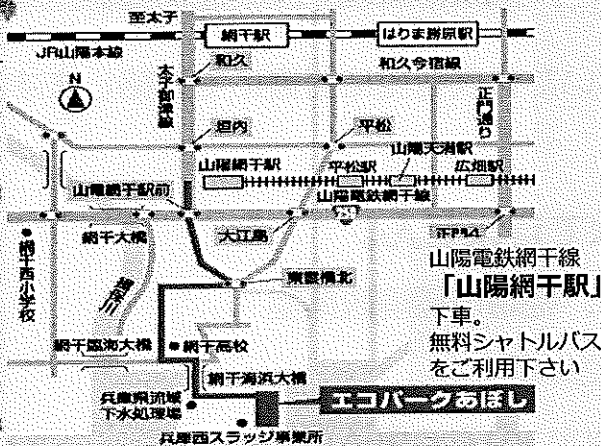 至太子
網干駅
はりま勝原駅
JR山陽本線
和久
和久今宿線
N
太子御津線
正門通り
垣内
平松
山陽網干駅
平松駅
山陽天満駅
広畑駅
山電網干駅前
山陽電鉄網干線
250
網干大橋
大江島
正門4
網干西小学校
揖保川
東雲橋北
山陽電鉄網干線
「山陽網干駅」
下車。
無料シャトルバス
をご利用下さい
網干臨海大橋
網干高校
網干海浜大橋
兵庫県流域
下水処理場
エコパークあぼし
兵庫西スラッジ事業所